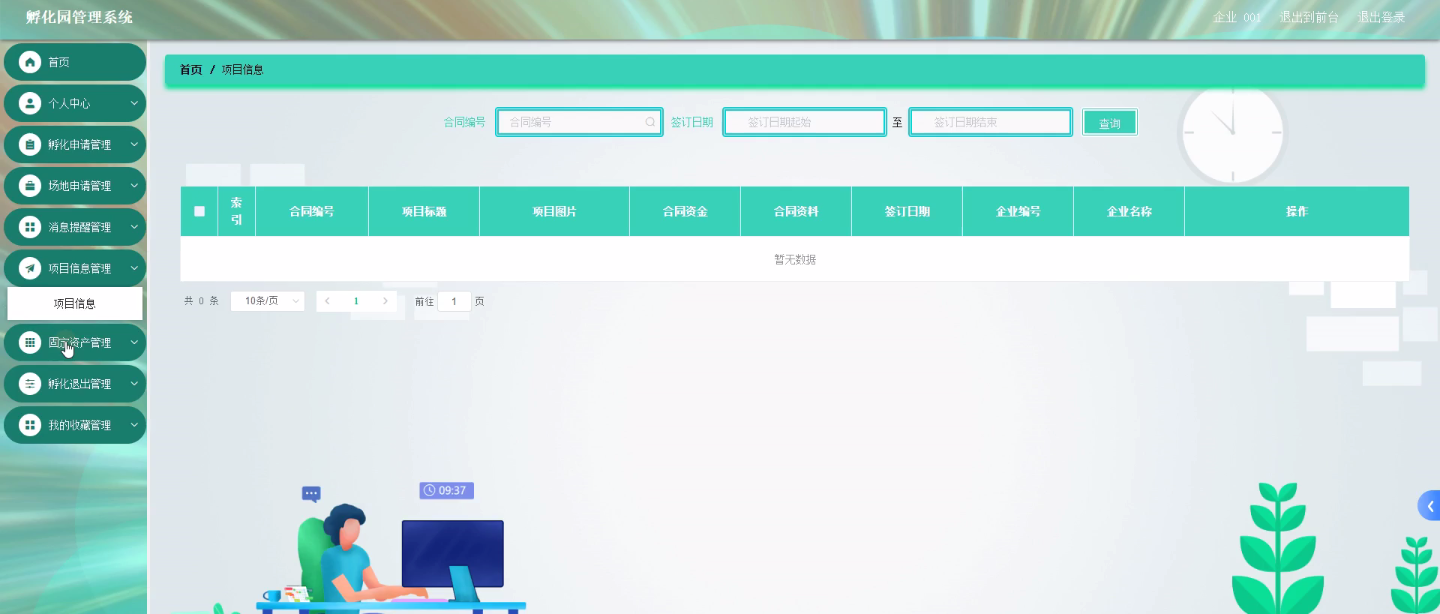 孵化园管理系统
企业 001 退出到前台 退出登录
首页
个人中心
孵化申请管理
场地申请管理
消息提醒管理
项目信息管理
项目信息
固定资产管理
孵化退出管理
我的收藏管理
首页 / 项目信息
合同编号 合同编号 签订日期 签订日期起始 至 签订日期结束 查询
索引 合同编号 项目标题 项目图片 合同资金 合同资料 签订日期 企业编号 企业名称 操作
暂无数据
共 0 条 10条/页 1 前往 1 页
09:37